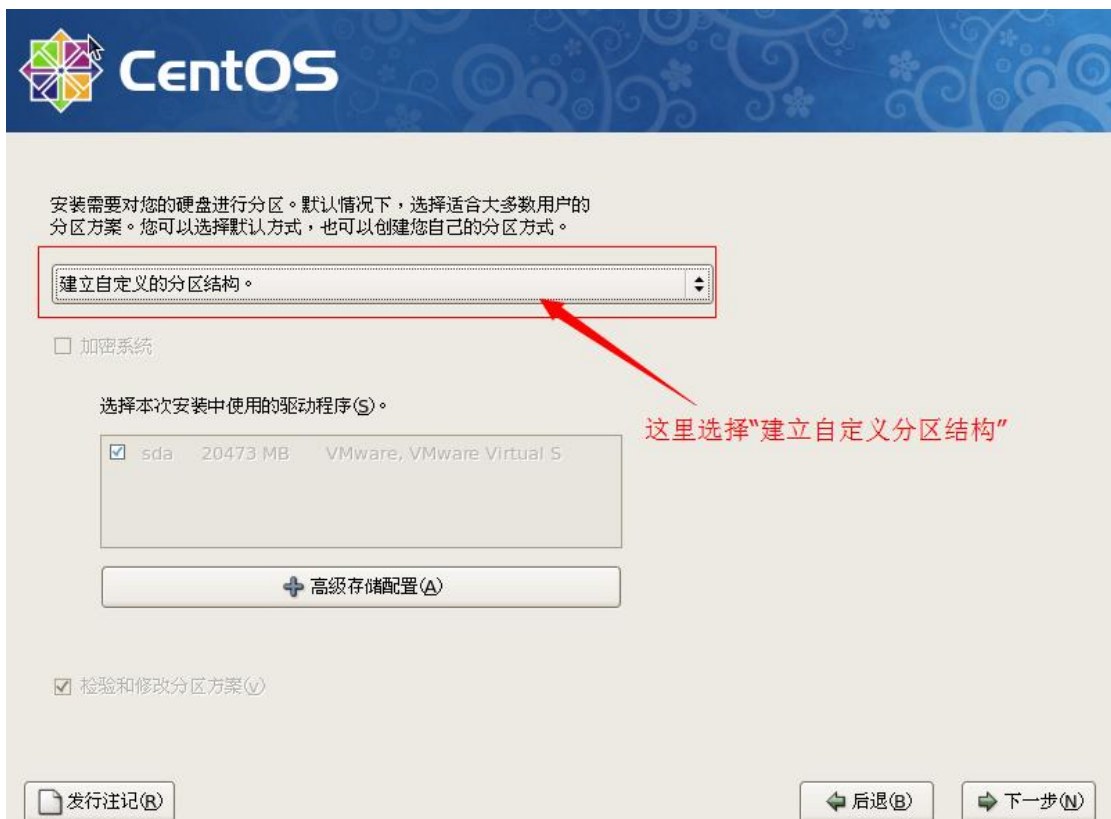 CentOS
安装需要对您的硬盘进行分区。默认情况下，选择适合大多数用户的
分区方案。您可以选择默认方式，也可以创建您自己的分区方式。
建立自定义的分区结构。
加密系统
选择本次安装中使用的驱动程序(S)。
这里选择“建立自定义分区结构”
sda 20473 MB VMware, VMware Virtual S
高级存储配置(A)
检验和修改分区方案(v)
发行注记(R)
后退(B)
下一步(N)